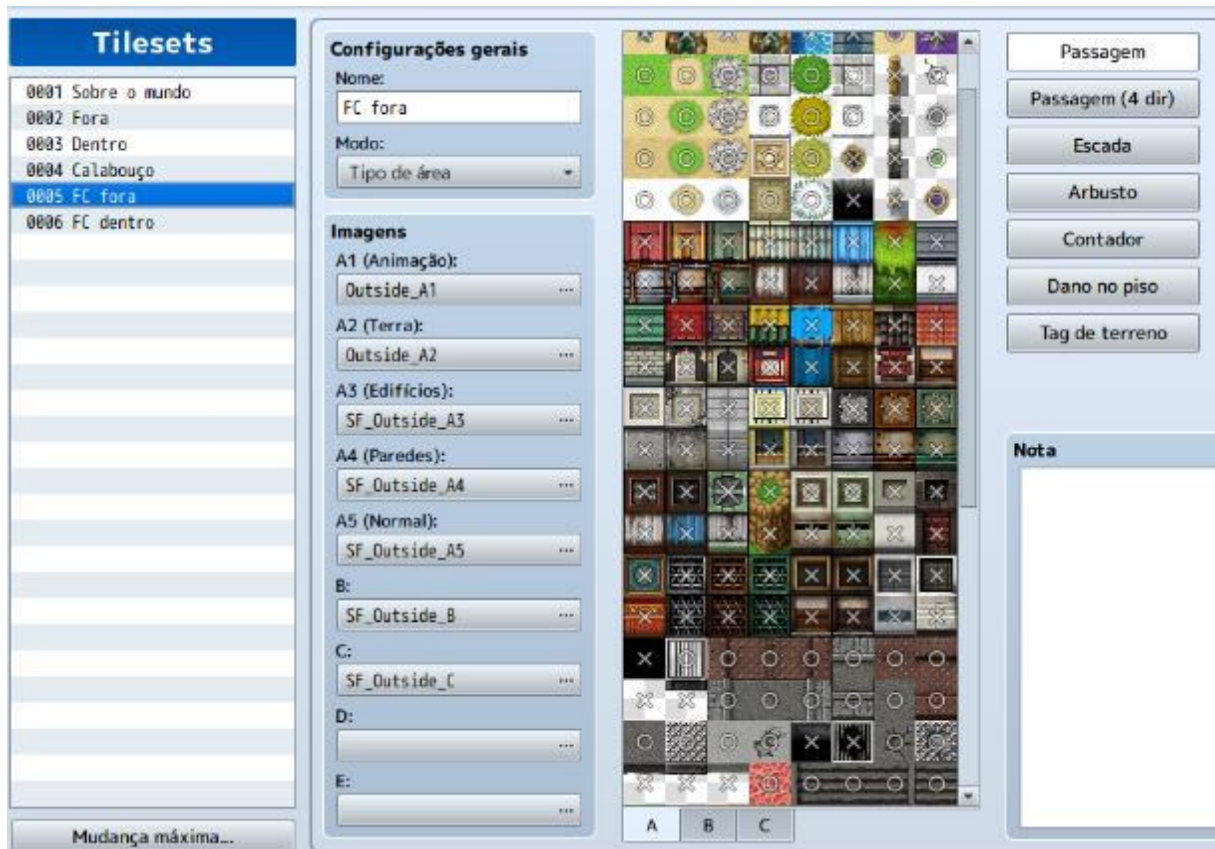 Tilesets
0001 Sobre o mundo
0002 Fora
0003 Dentro
0004 Calabouço
0005 FC fora
0006 FC dentro
Mudança máxima...
Configurações gerais
Nome:
FC fora
Modo:
Tipo de área
Imagens
A1 (Animação):
Outside_A1 ...
A2 (Terra):
Outside_A2 ...
A3 (Edifícios):
SF_Outside_A3 ...
A4 (Paredes):
SF_Outside_A4 ...
A5 (Normal):
SF_Outside_A5 ...
B:
SF_Outside_B ...
C:
SF_Outside_C ...
D:
...
E:
...
A B C
Passagem
Passagem (4 dir)
Escada
Arbusto
Contador
Dano no piso
Tag de terreno
Nota